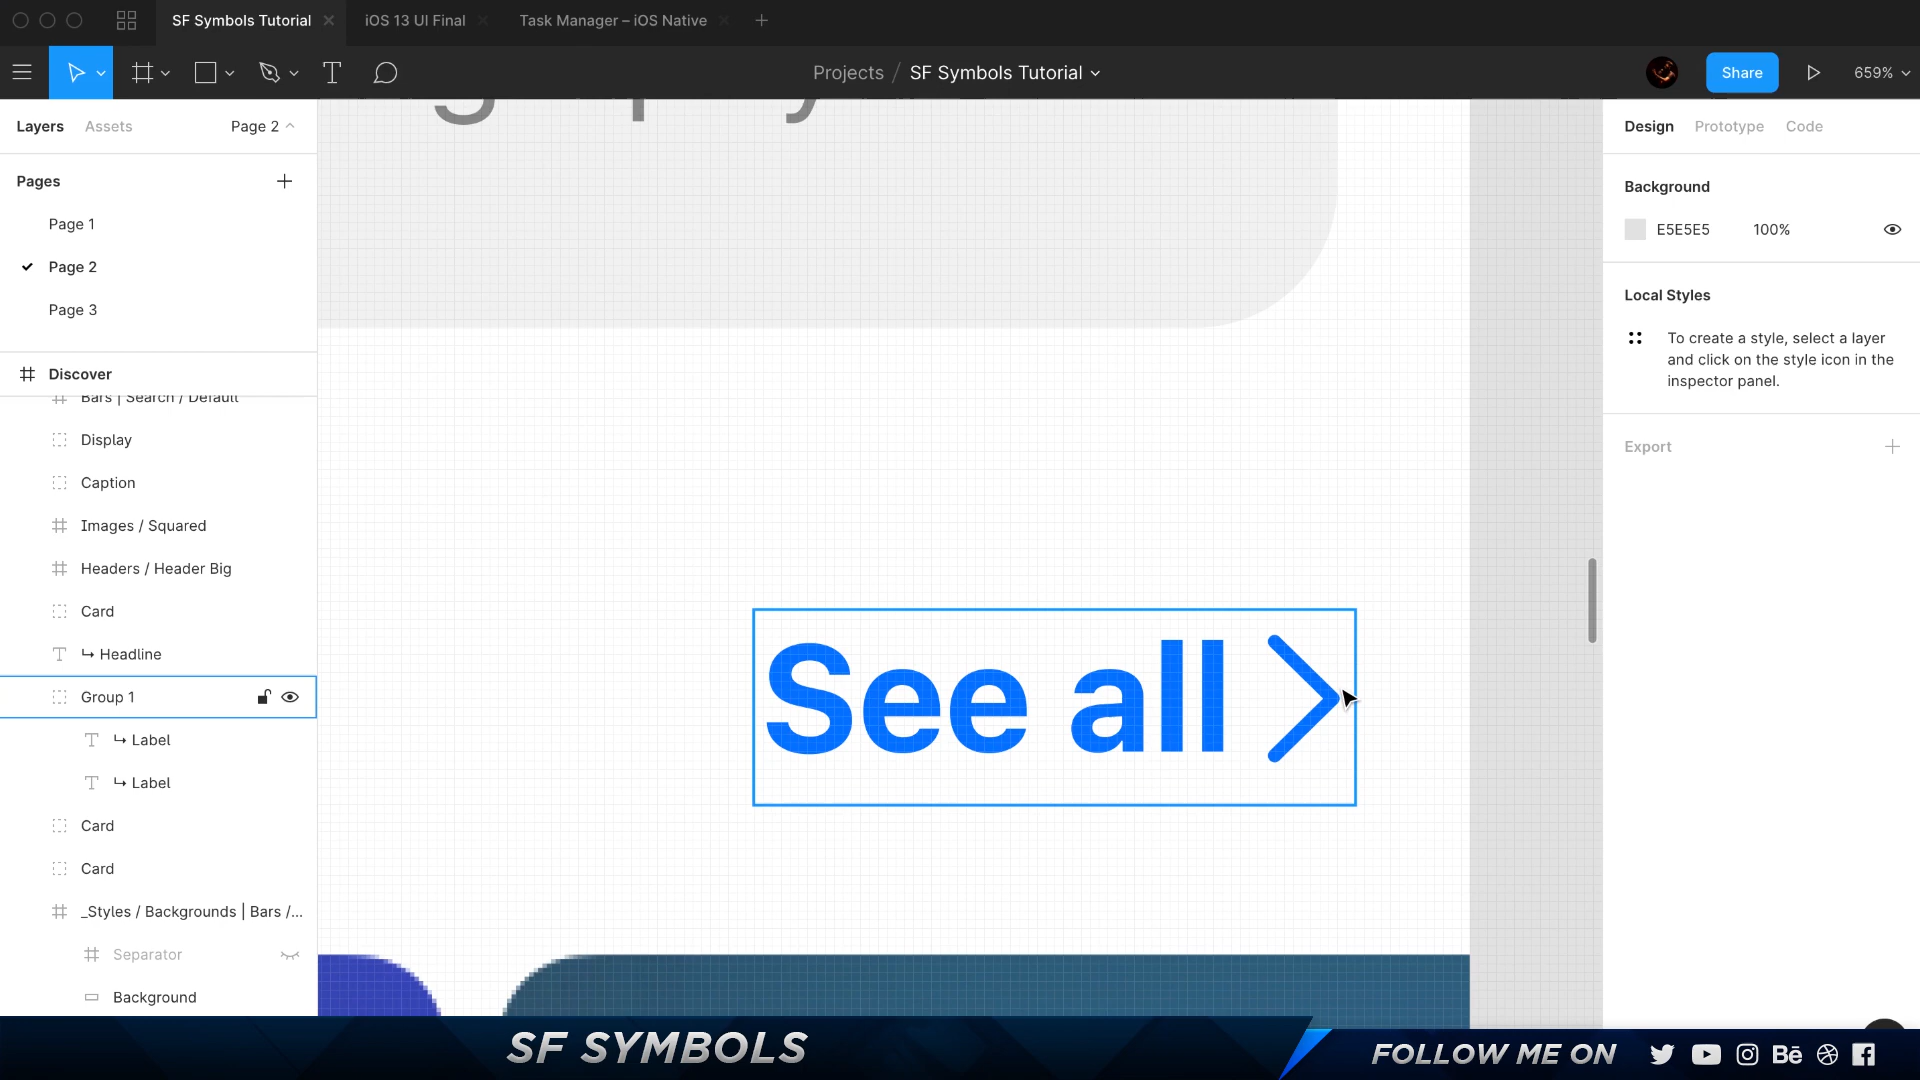 SF Symbols Tutorial
iOS 13 UI Final
Task Manager – iOS Native
Projects / SF Symbols Tutorial
Share
659%
Layers
Assets
Page 2
Pages
Page 1
Page 2
Page 3
Discover
Bars | Search / Default
Display
Caption
Images / Squared
Headers / Header Big
Card
Headline
Group 1
Label
Label
Card
Card
_Styles / Backgrounds | Bars /...
Separator
Background
See all
Design
Prototype
Code
Background
E5E5E5
100%
Local Styles
To create a style, select a layer
and click on the style icon in the
inspector panel.
Export
SF SYMBOLS
FOLLOW ME ON
Bē